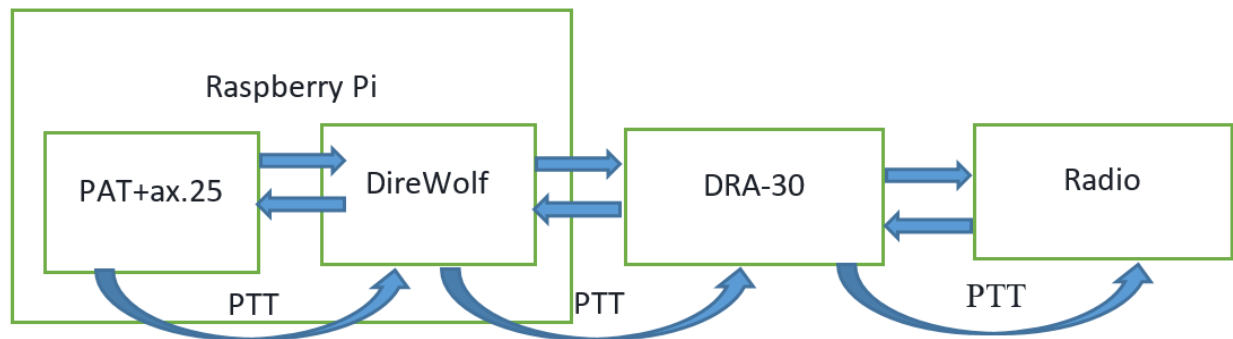 Raspberry Pi
PAT+ax.25
DireWolf
DRA-30
Radio
PTT
PTT
PTT